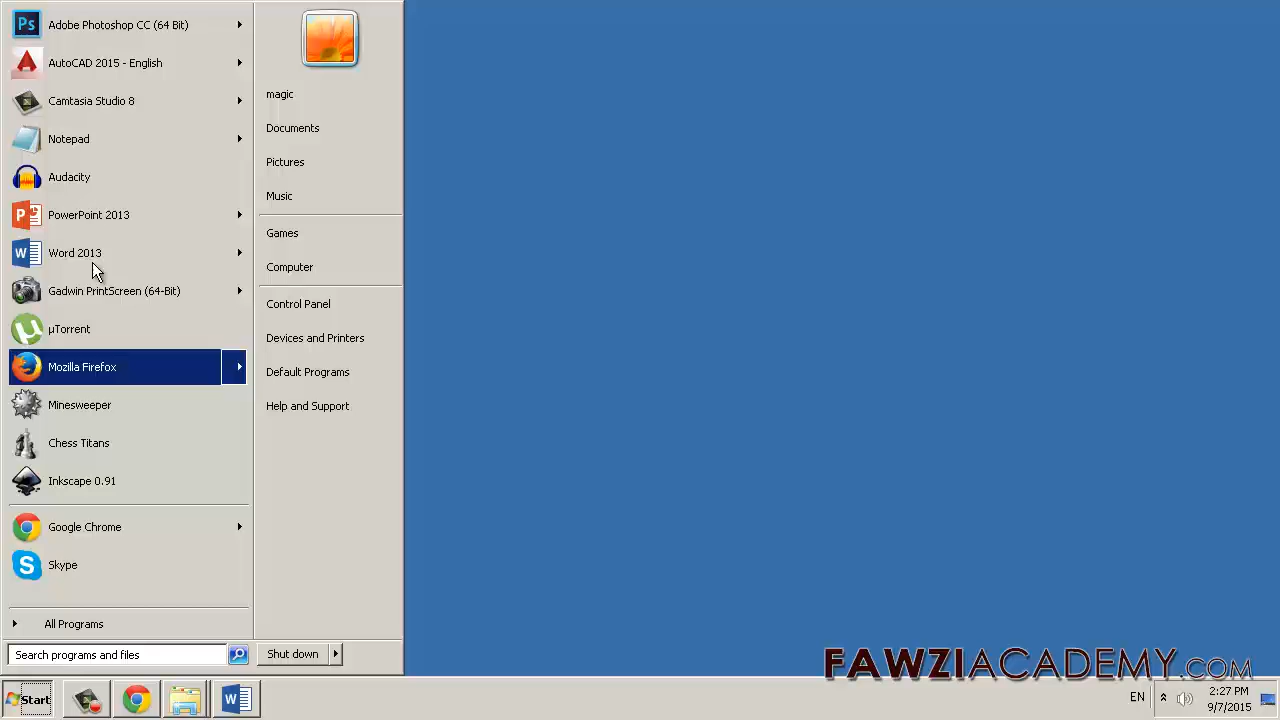 Adobe Photoshop CC (64 Bit)
AutoCAD 2015 - English
Camtasia Studio 8
Notepad
Audacity
PowerPoint 2013
Word 2013
Gadwin PrintScreen (64-Bit)
µTorrent
Mozilla Firefox
Minesweeper
Chess Titans
Inkscape 0.91
Google Chrome
Skype
All Programs
Search programs and files
magic
Documents
Pictures
Music
Games
Computer
Control Panel
Devices and Printers
Default Programs
Help and Support
Shut down
FAWZIACADEMY.COM
Start
EN
2:27 PM
9/7/2015